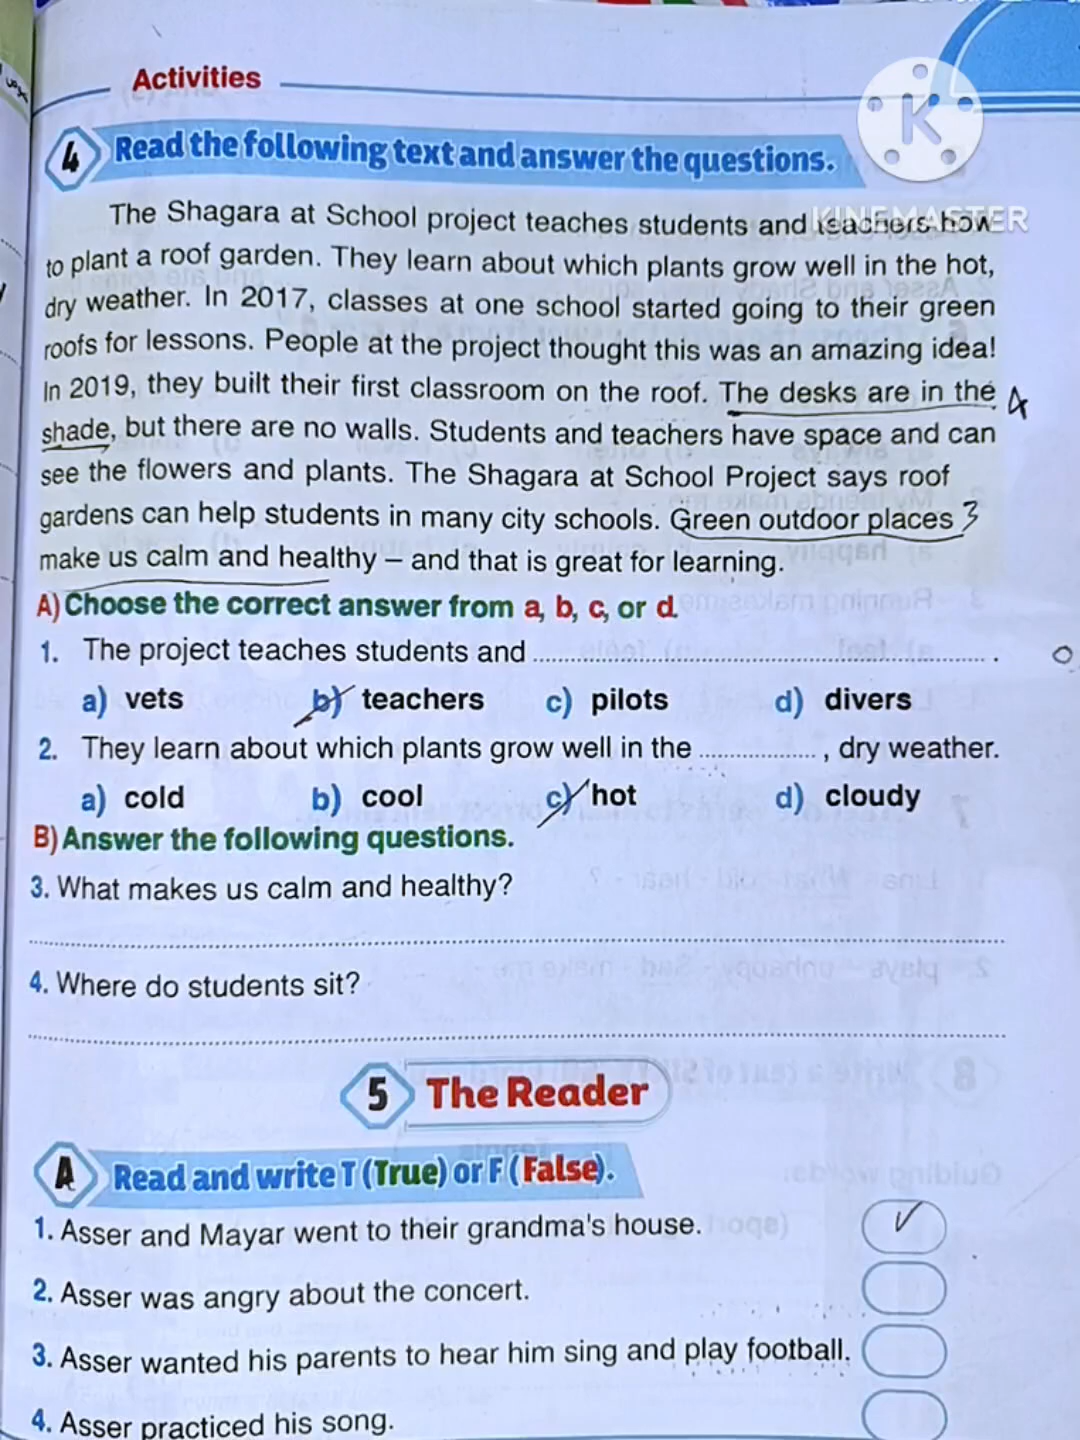 Activities
4 Read the following text and answer the questions.
KINEMASTER
The Shagara at School project teaches students and teachers how
to plant a roof garden. They learn about which plants grow well in the hot,
dry weather. In 2017, classes at one school started going to their green
roofs for lessons. People at the project thought this was an amazing idea!
In 2019, they built their first classroom on the roof. The desks are in the 4
shade, but there are no walls. Students and teachers have space and can
see the flowers and plants. The Shagara at School Project says roof
gardens can help students in many city schools. Green outdoor places 3
make us calm and healthy – and that is great for learning.
A) Choose the correct answer from a, b, c, or d.
1. The project teaches students and .................... .
a) vets b) teachers c) pilots d) divers
2. They learn about which plants grow well in the ............... , dry weather.
a) cold b) cool c) hot d) cloudy
B) Answer the following questions.
3. What makes us calm and healthy?
4. Where do students sit?
5 The Reader
A Read and write T (True) or F (False).
1. Asser and Mayar went to their grandma's house. ✓
2. Asser was angry about the concert.
3. Asser wanted his parents to hear him sing and play football.
4. Asser practiced his song.